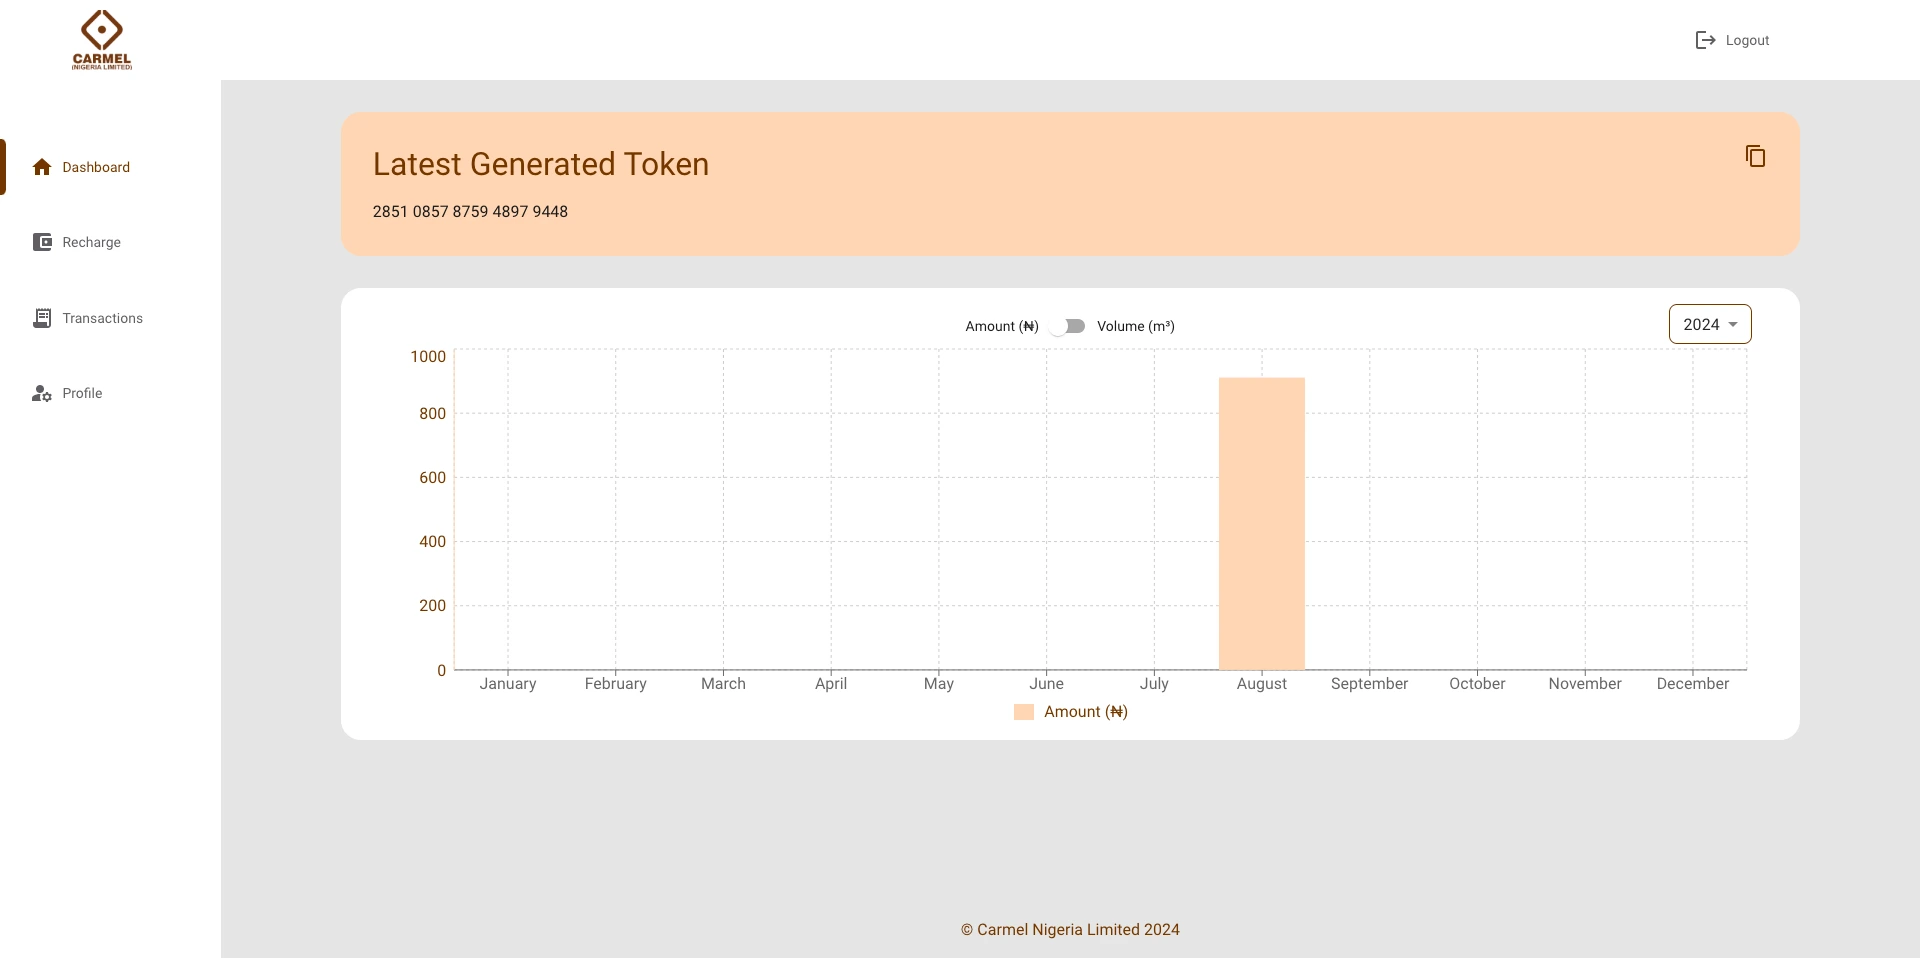 CARMEL
(NIGERIA LIMITED)
Logout
Dashboard
Recharge
Transactions
Profile
Latest Generated Token
2851 0857 8759 4897 9448
Amount (₦) Volume (m³)
2024
1000
800
600
400
200
0
January February March April May June July August September October November December
Amount (₦)
© Carmel Nigeria Limited 2024